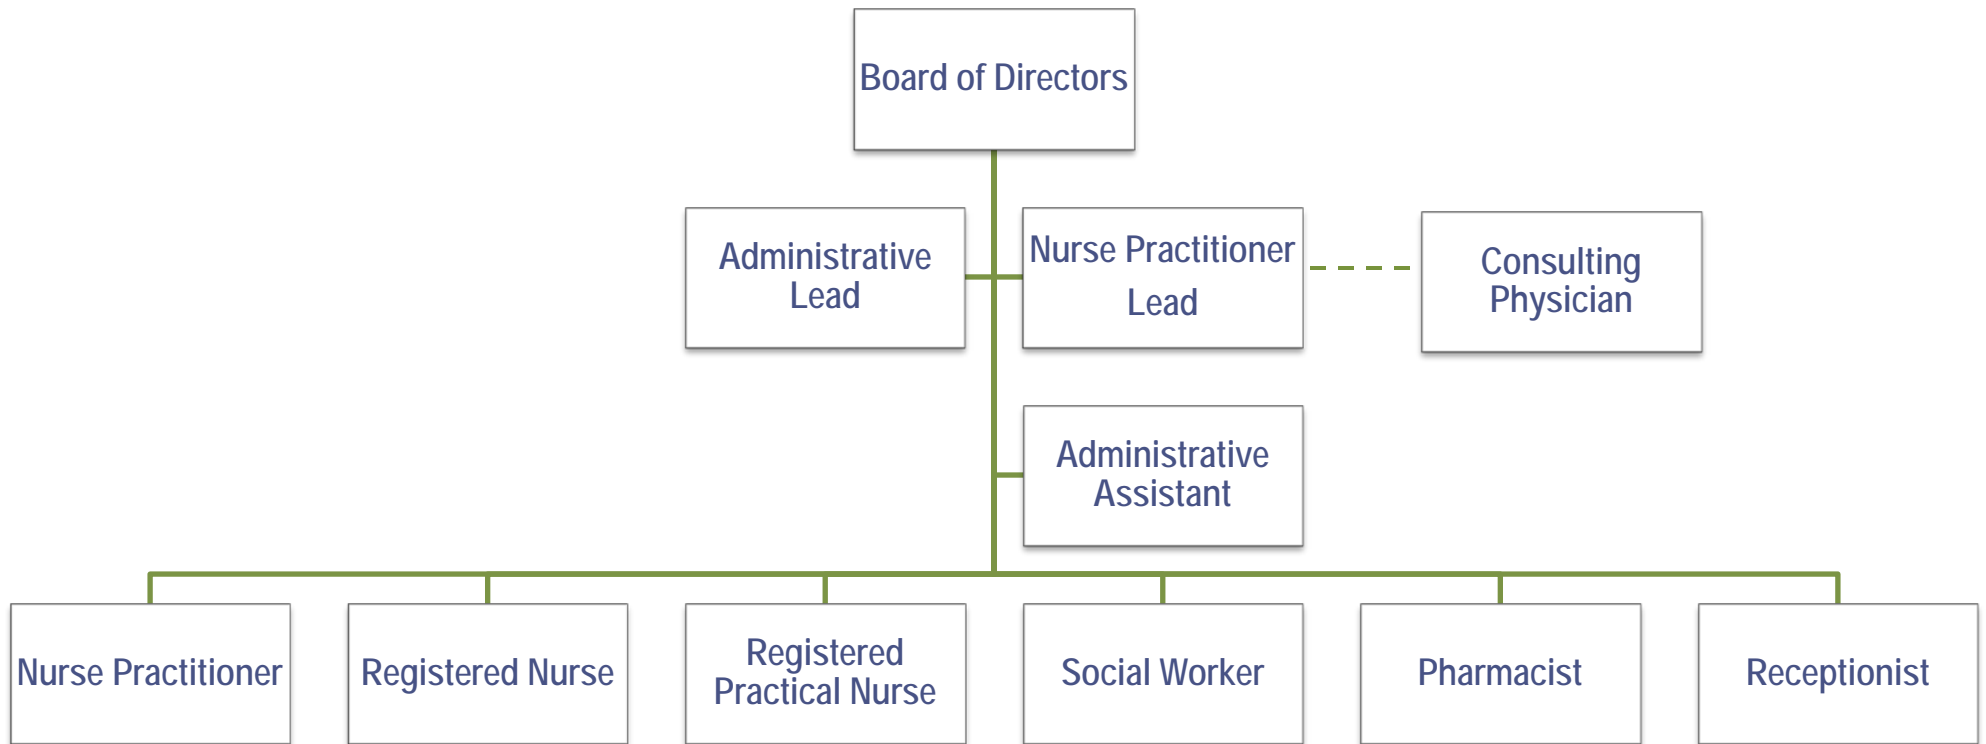 Board of Directors
Administrative
Lead
Nurse Practitioner
Lead
Consulting
Physician
Administrative
Assistant
Nurse Practitioner
Registered Nurse
Registered
Practical Nurse
Social Worker
Pharmacist
Receptionist